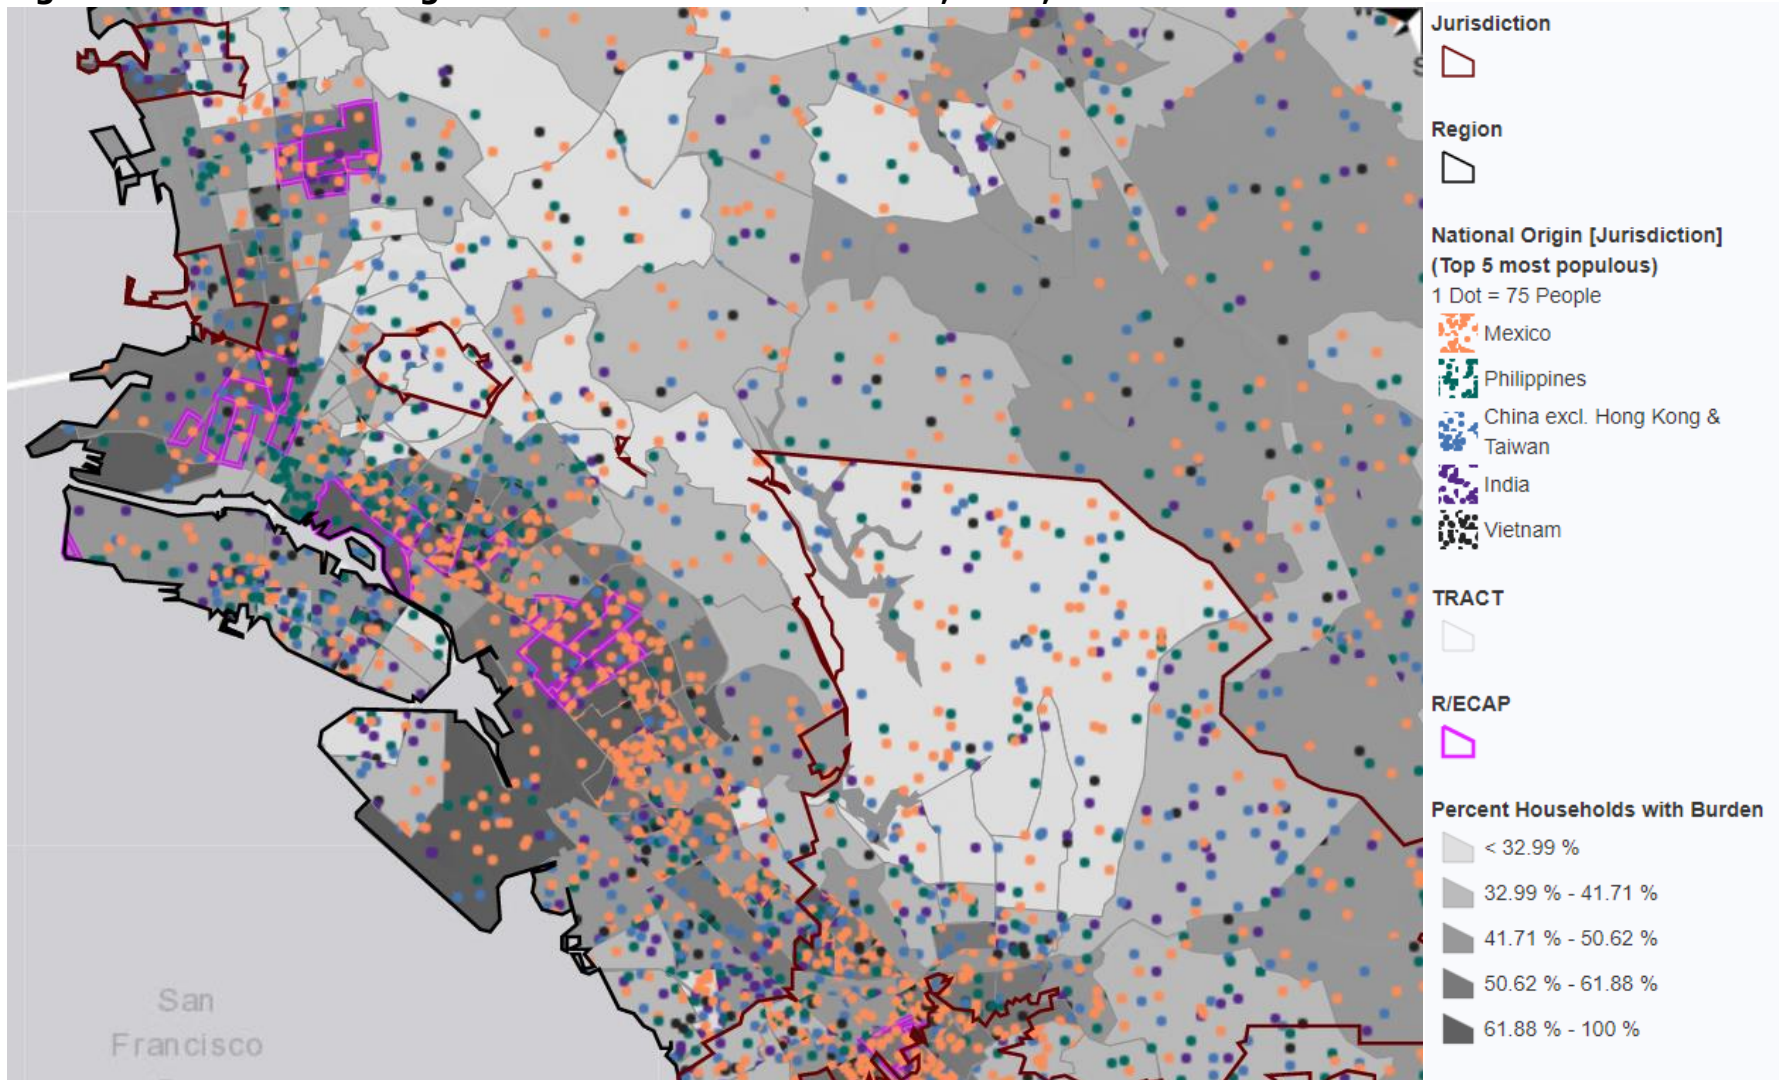 Jurisdiction
Region
National Origin [Jurisdiction]
(Top 5 most populous)
1 Dot = 75 People
Mexico
Philippines
China excl. Hong Kong &
Taiwan
India
Vietnam
TRACT
R/ECAP
Percent Households with Burden
< 32.99 %
32.99 % - 41.71 %
41.71 % - 50.62 %
50.62 % - 61.88 %
61.88 % - 100 %
San
Francisco